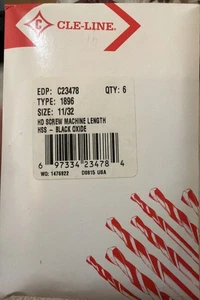 CLE-LINE.
EDP: C23478 QTY: 6
TYPE: 1896
SIZE: 11/32
HD SCREW MACHINE LENGTH
HSS - BLACK OXIDE
6 97334 23478 4
WO: 1476922 D0615 USA